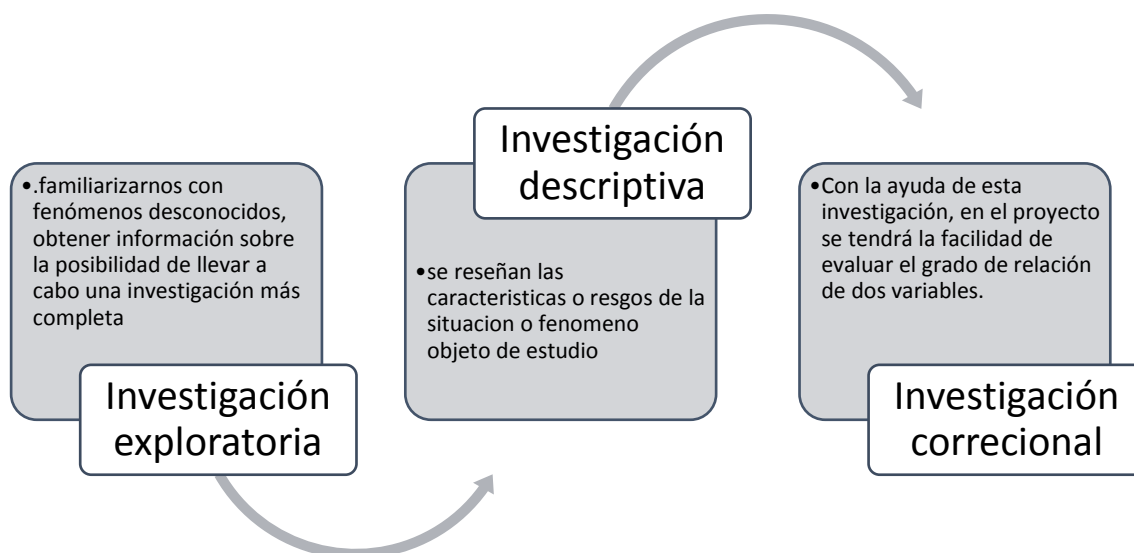 •.familiarizarnos con
fenómenos desconocidos,
obtener información sobre
la posibilidad de llevar a
cabo una investigación más
completa
Investigación
exploratoria
Investigación
descriptiva
•se reseñan las
caracteristicas o resgos de la
situacion o fenomeno
objeto de estudio
•Con la ayuda de esta
investigación, en el proyecto
se tendrá la facilidad de
evaluar el grado de relación
de dos variables.
Investigación
correcional